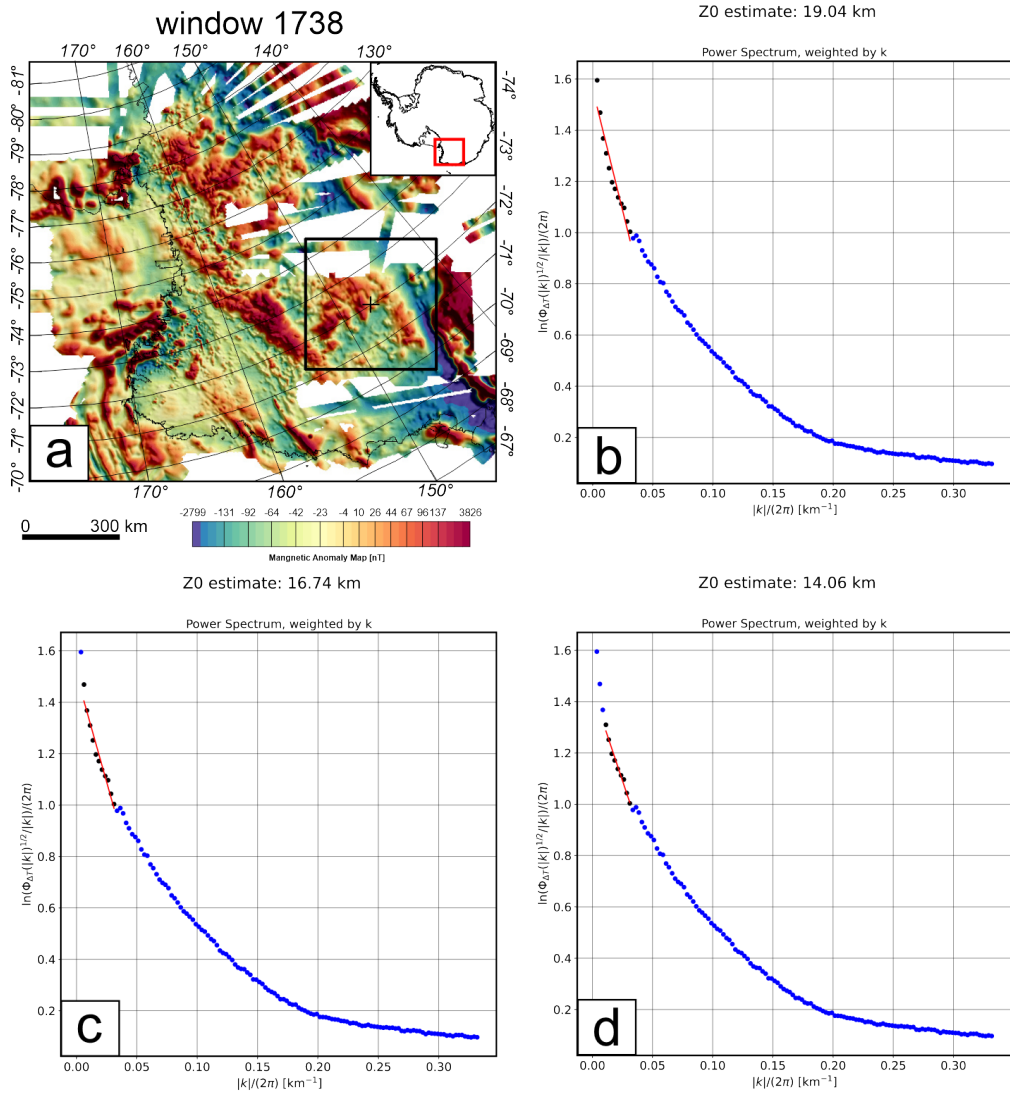 window 1738
170° 160° 150° 140° 130°
-81°
-80°
-79°
-78°
-77°
-76°
-75°
-74°
-73°
-72°
-71°
-70°
-74°
-73°
-72°
-71°
-70°
-69°
-68°
-67°
170° 160° 150°
a
0 300 km
-2799 -131 -92 -64 -43 -23 -4 10 26 44 67 96137 3826
Mangnetic Anomaly Map [nT]
Z0 estimate: 19.04 km
Power Spectrum, weighted by k
ln(Φ_ΔT(|k|)^1/2/|k|)/(2π)
1.6
1.4
1.2
1.0
0.8
0.6
0.4
0.2
b
0.00 0.05 0.10 0.15 0.20 0.25 0.30
|k|/(2π) [km⁻¹]
Z0 estimate: 16.74 km
Power Spectrum, weighted by k
ln(Φ_ΔT(|k|)^1/2/|k|)/(2π)
1.6
1.4
1.2
1.0
0.8
0.6
0.4
0.2
c
0.00 0.05 0.10 0.15 0.20 0.25 0.30
|k|/(2π) [km⁻¹]
Z0 estimate: 14.06 km
Power Spectrum, weighted by k
ln(Φ_ΔT(|k|)^1/2/|k|)/(2π)
1.6
1.4
1.2
1.0
0.8
0.6
0.4
0.2
d
0.00 0.05 0.10 0.15 0.20 0.25 0.30
|k|/(2π) [km⁻¹]